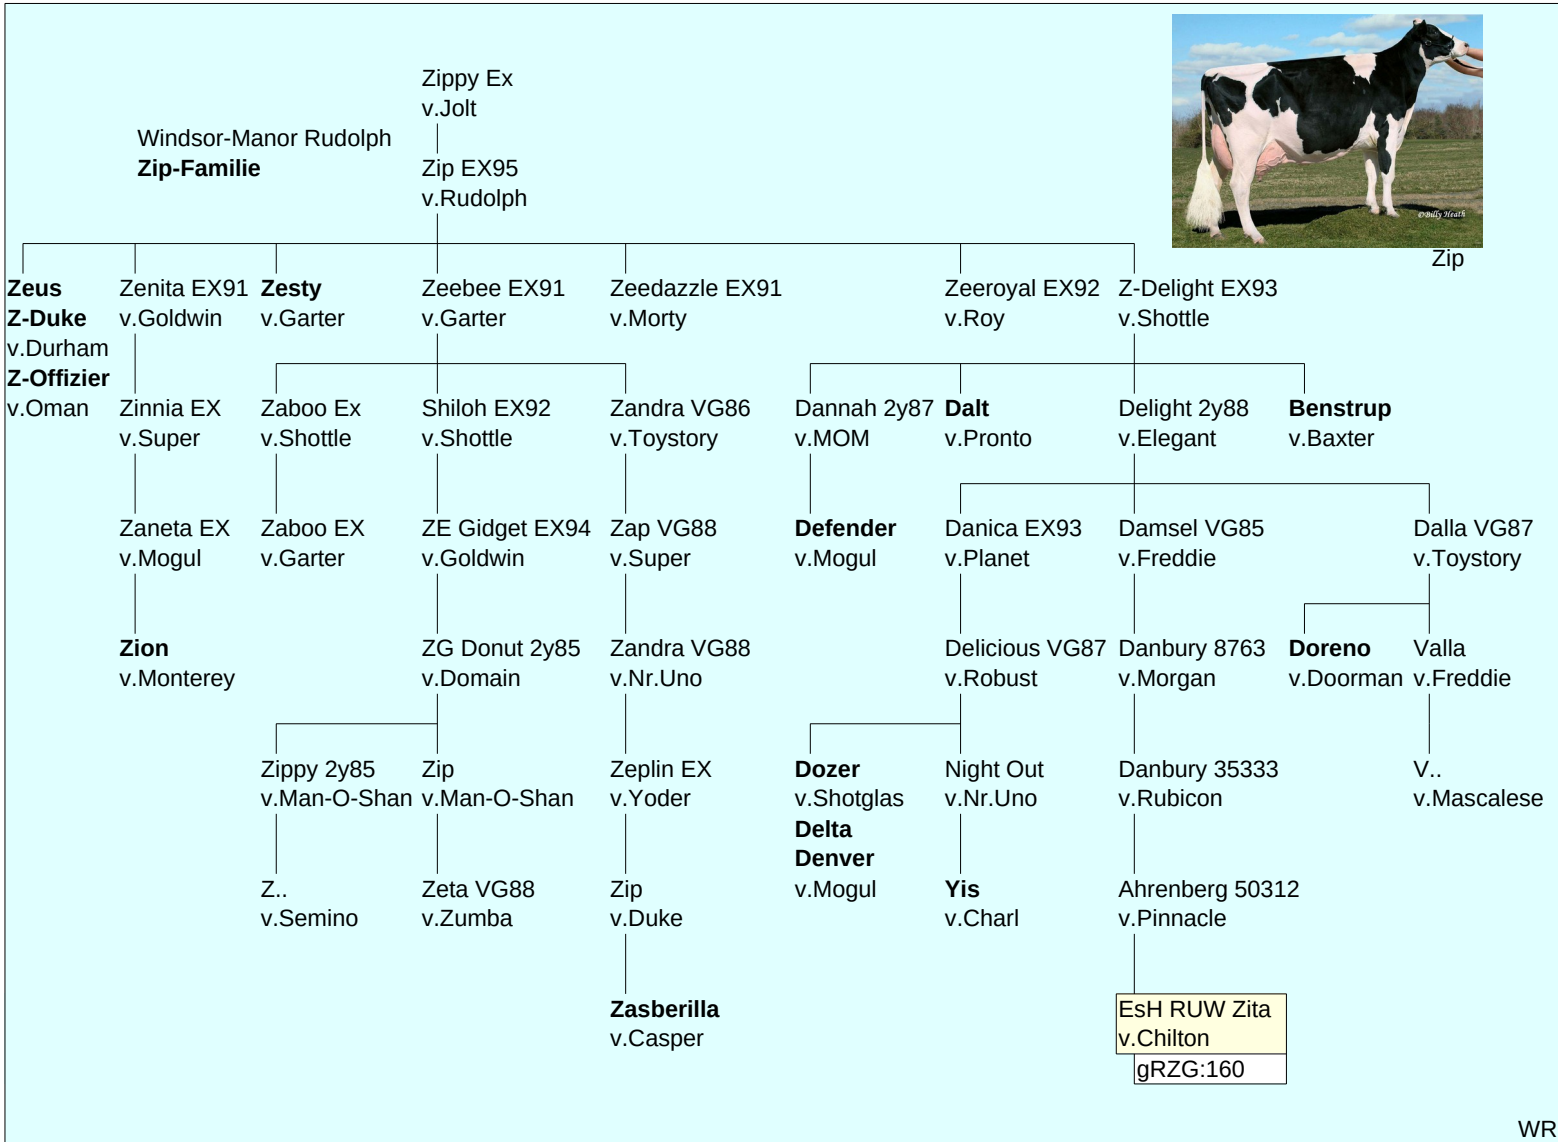 Zippy Ex
v.Jolt
Windsor-Manor Rudolph
Zip-Familie
Zip EX95
v.Rudolph
©Billy Heath
Zip
Zeus
Z-Duke
v.Durham
Z-Offizier
v.Oman
Zenita EX91
v.Goldwin
Zesty
v.Garter
Zeebee EX91
v.Garter
Zeedazzle EX91
v.Morty
Zeeroyal EX92
v.Roy
Z-Delight EX93
v.Shottle
Zinnia EX
v.Super
Zaboo Ex
v.Shottle
Shiloh EX92
v.Shottle
Zandra VG86
v.Toystory
Dannah 2y87
v.MOM
Dalt
v.Pronto
Delight 2y88
v.Elegant
Benstrup
v.Baxter
Zaneta EX
v.Mogul
Zaboo EX
v.Garter
ZE Gidget EX94
v.Goldwin
Zap VG88
v.Super
Defender
v.Mogul
Danica EX93
v.Planet
Damsel VG85
v.Freddie
Dalla VG87
v.Toystory
Zion
v.Monterey
ZG Donut 2y85
v.Domain
Zandra VG88
v.Nr.Uno
Delicious VG87
v.Robust
Danbury 8763
v.Morgan
Doreno
v.Doorman
Valla
v.Freddie
Zippy 2y85
v.Man-O-Shan
Zip
v.Man-O-Shan
Zeplin EX
v.Yoder
Dozer
v.Shotglas
Delta
Denver
v.Mogul
Night Out
v.Nr.Uno
Danbury 35333
v.Rubicon
V..
v.Mascalese
Z..
v.Semino
Zeta VG88
v.Zumba
Zip
v.Duke
Yis
v.Charl
Ahrenberg 50312
v.Pinnacle
Zasberilla
v.Casper
EsH RUW Zita
v.Chilton
gRZG:160
WR